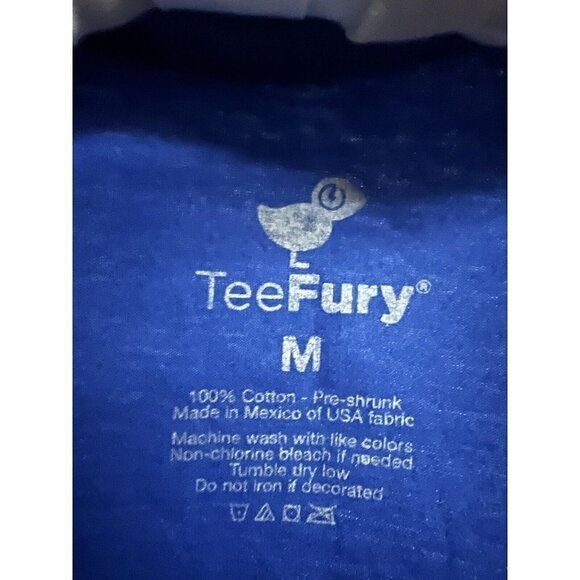 TeeFury®
M
100% Cotton - Pre-shrunk
Made in Mexico of USA fabric
Machine wash with like colors
Non-chlorine bleach if needed
Tumble dry low
Do not iron if decorated